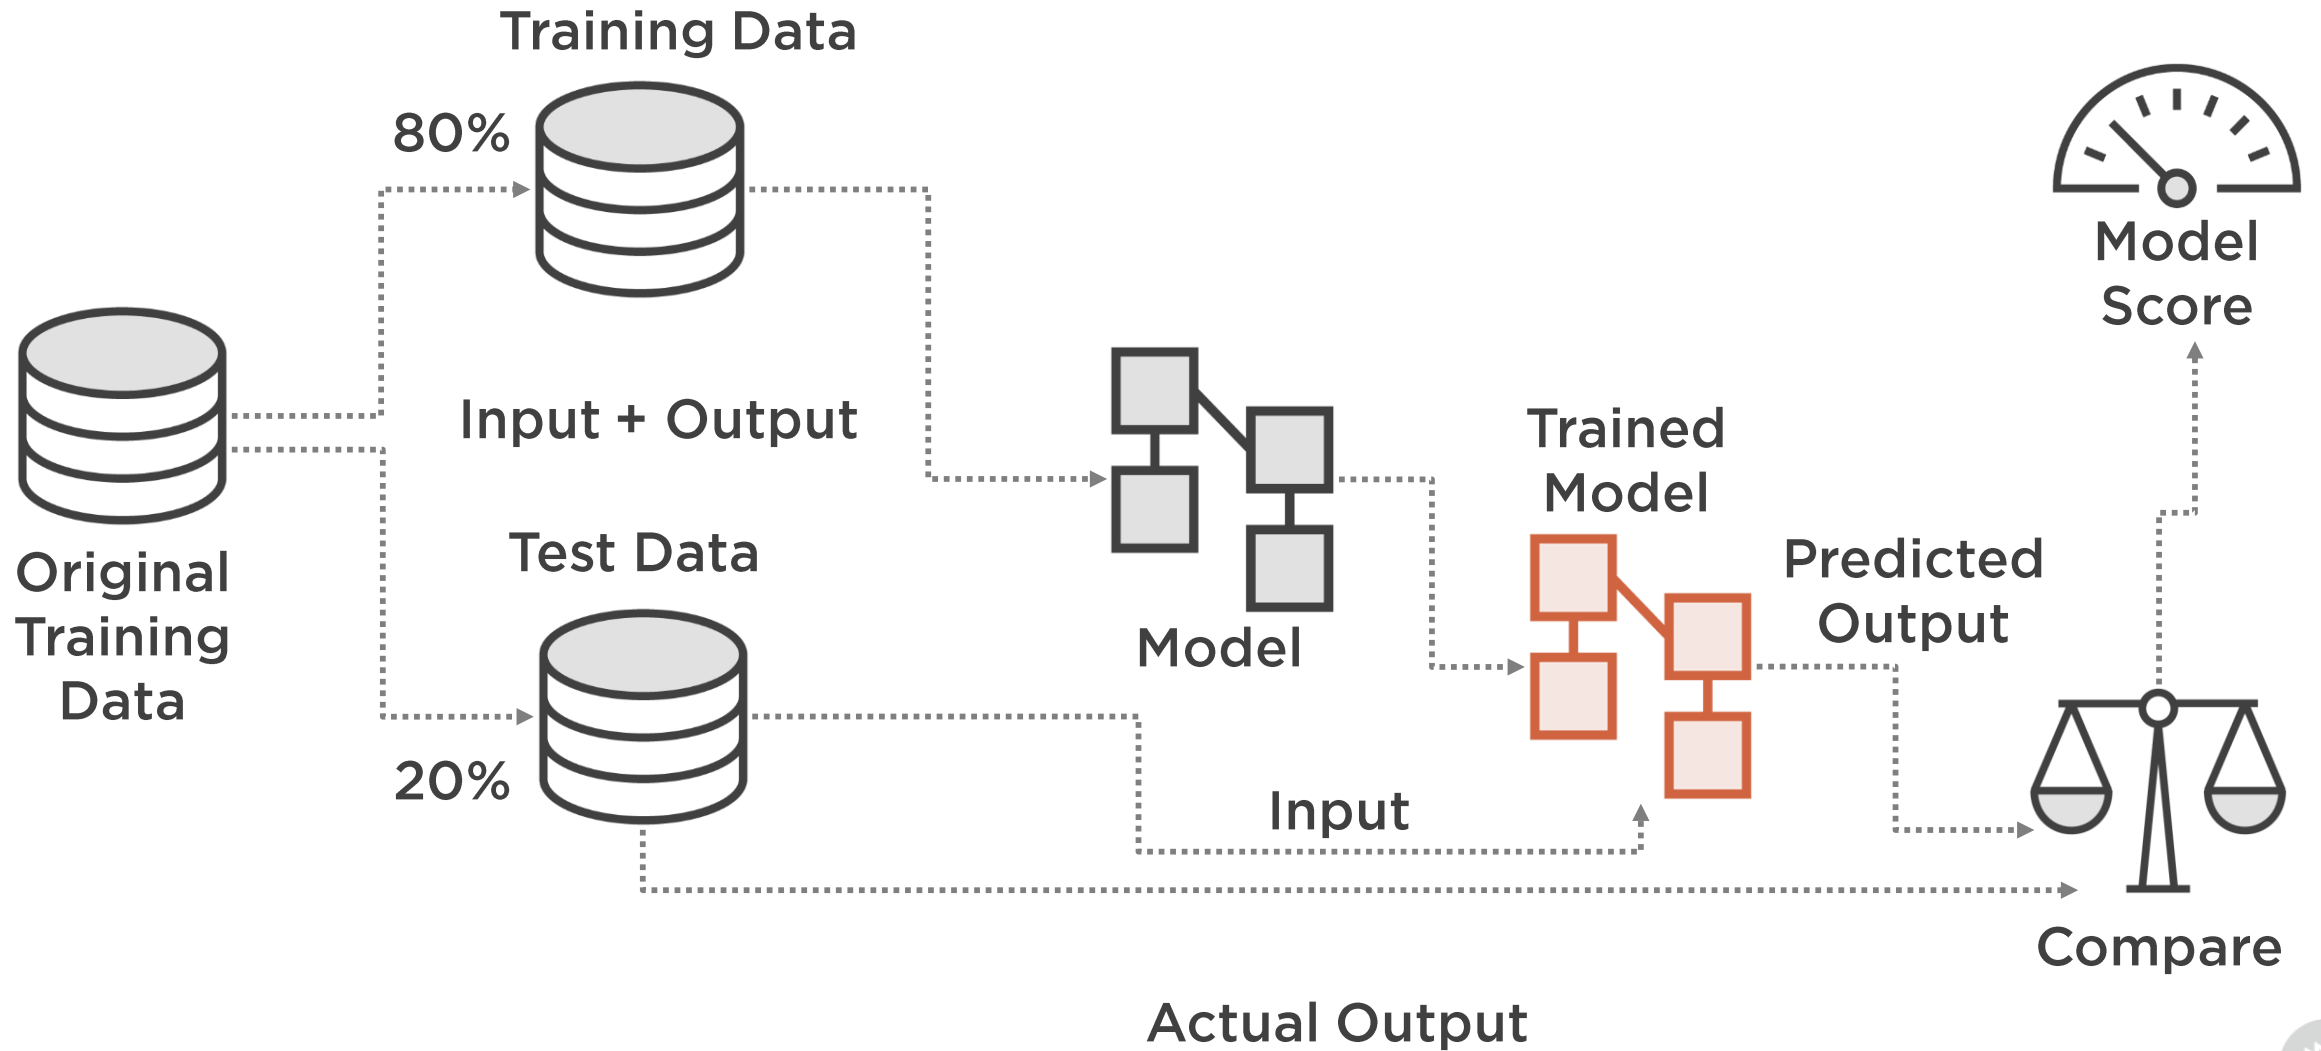 Training Data
80%
Input + Output
Original
Training
Data
Test Data
20%
Model
Trained
Model
Input
Predicted
Output
Model
Score
Compare
Actual Output